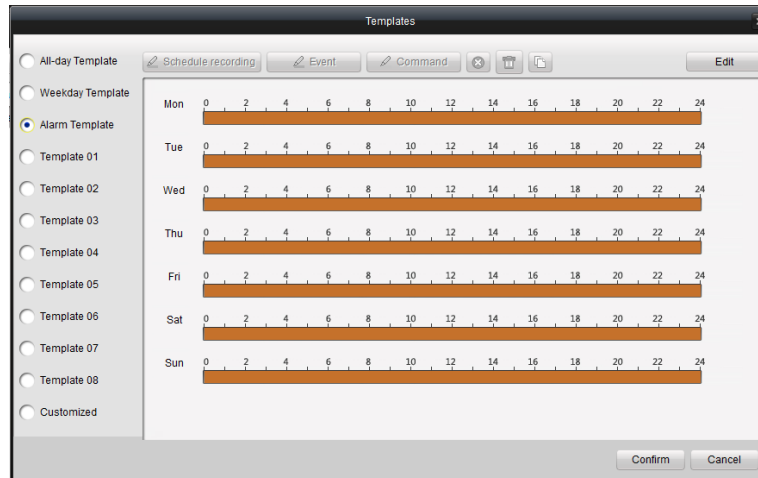 Templates
All-day Template
Schedule recording Event Command Edit
Weekday Template
Mon 0 2 4 6 8 10 12 14 16 18 20 22 24
Alarm Template
Tue 0 2 4 6 8 10 12 14 16 18 20 22 24
Template 01
Template 02
Wed 0 2 4 6 8 10 12 14 16 18 20 22 24
Template 03
Thu 0 2 4 6 8 10 12 14 16 18 20 22 24
Template 04
Fri 0 2 4 6 8 10 12 14 16 18 20 22 24
Template 05
Template 06
Sat 0 2 4 6 8 10 12 14 16 18 20 22 24
Template 07
Sun 0 2 4 6 8 10 12 14 16 18 20 22 24
Template 08
Customized
Confirm Cancel